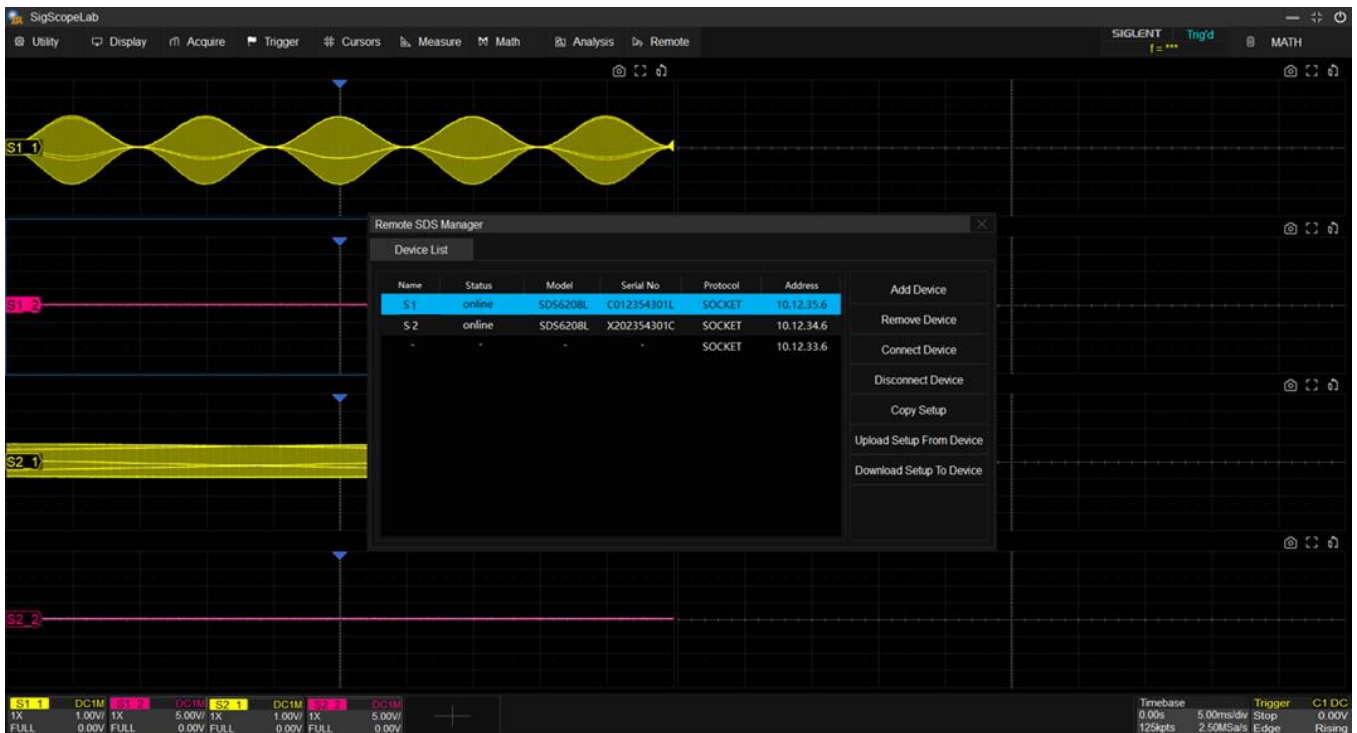 SigScopeLab
Utility Display Acquire Trigger Cursors Measure Math Analysis Remote
SIGLENT Trig'd
f = ***
MATH
S1_1
S1_2
S2_1
S2_2
Remote SDS Manager
Device List
Name Status Model Serial No Protocol Address
S 1 online SDS6208L C012354301L SOCKET 10.12.35.6
S 2 online SDS6208L X202354301C SOCKET 10.12.34.6
- - - - SOCKET 10.12.33.6
Add Device
Remove Device
Connect Device
Disconnect Device
Copy Setup
Upload Setup From Device
Download Setup To Device
S1_1 DC1M S1_2 DC1M S2_1 DC1M S2_2 DC1M
1X 1.00V/ 1X 5.00V/ 1X 1.00V/ 1X 5.00V/
FULL 0.00V FULL 0.00V FULL 0.00V FULL 0.00V
Timebase Trigger C1 DC
0.00s 5.00ms/div Stop 0.00V
125kpts 2.50MSa/s Edge Rising